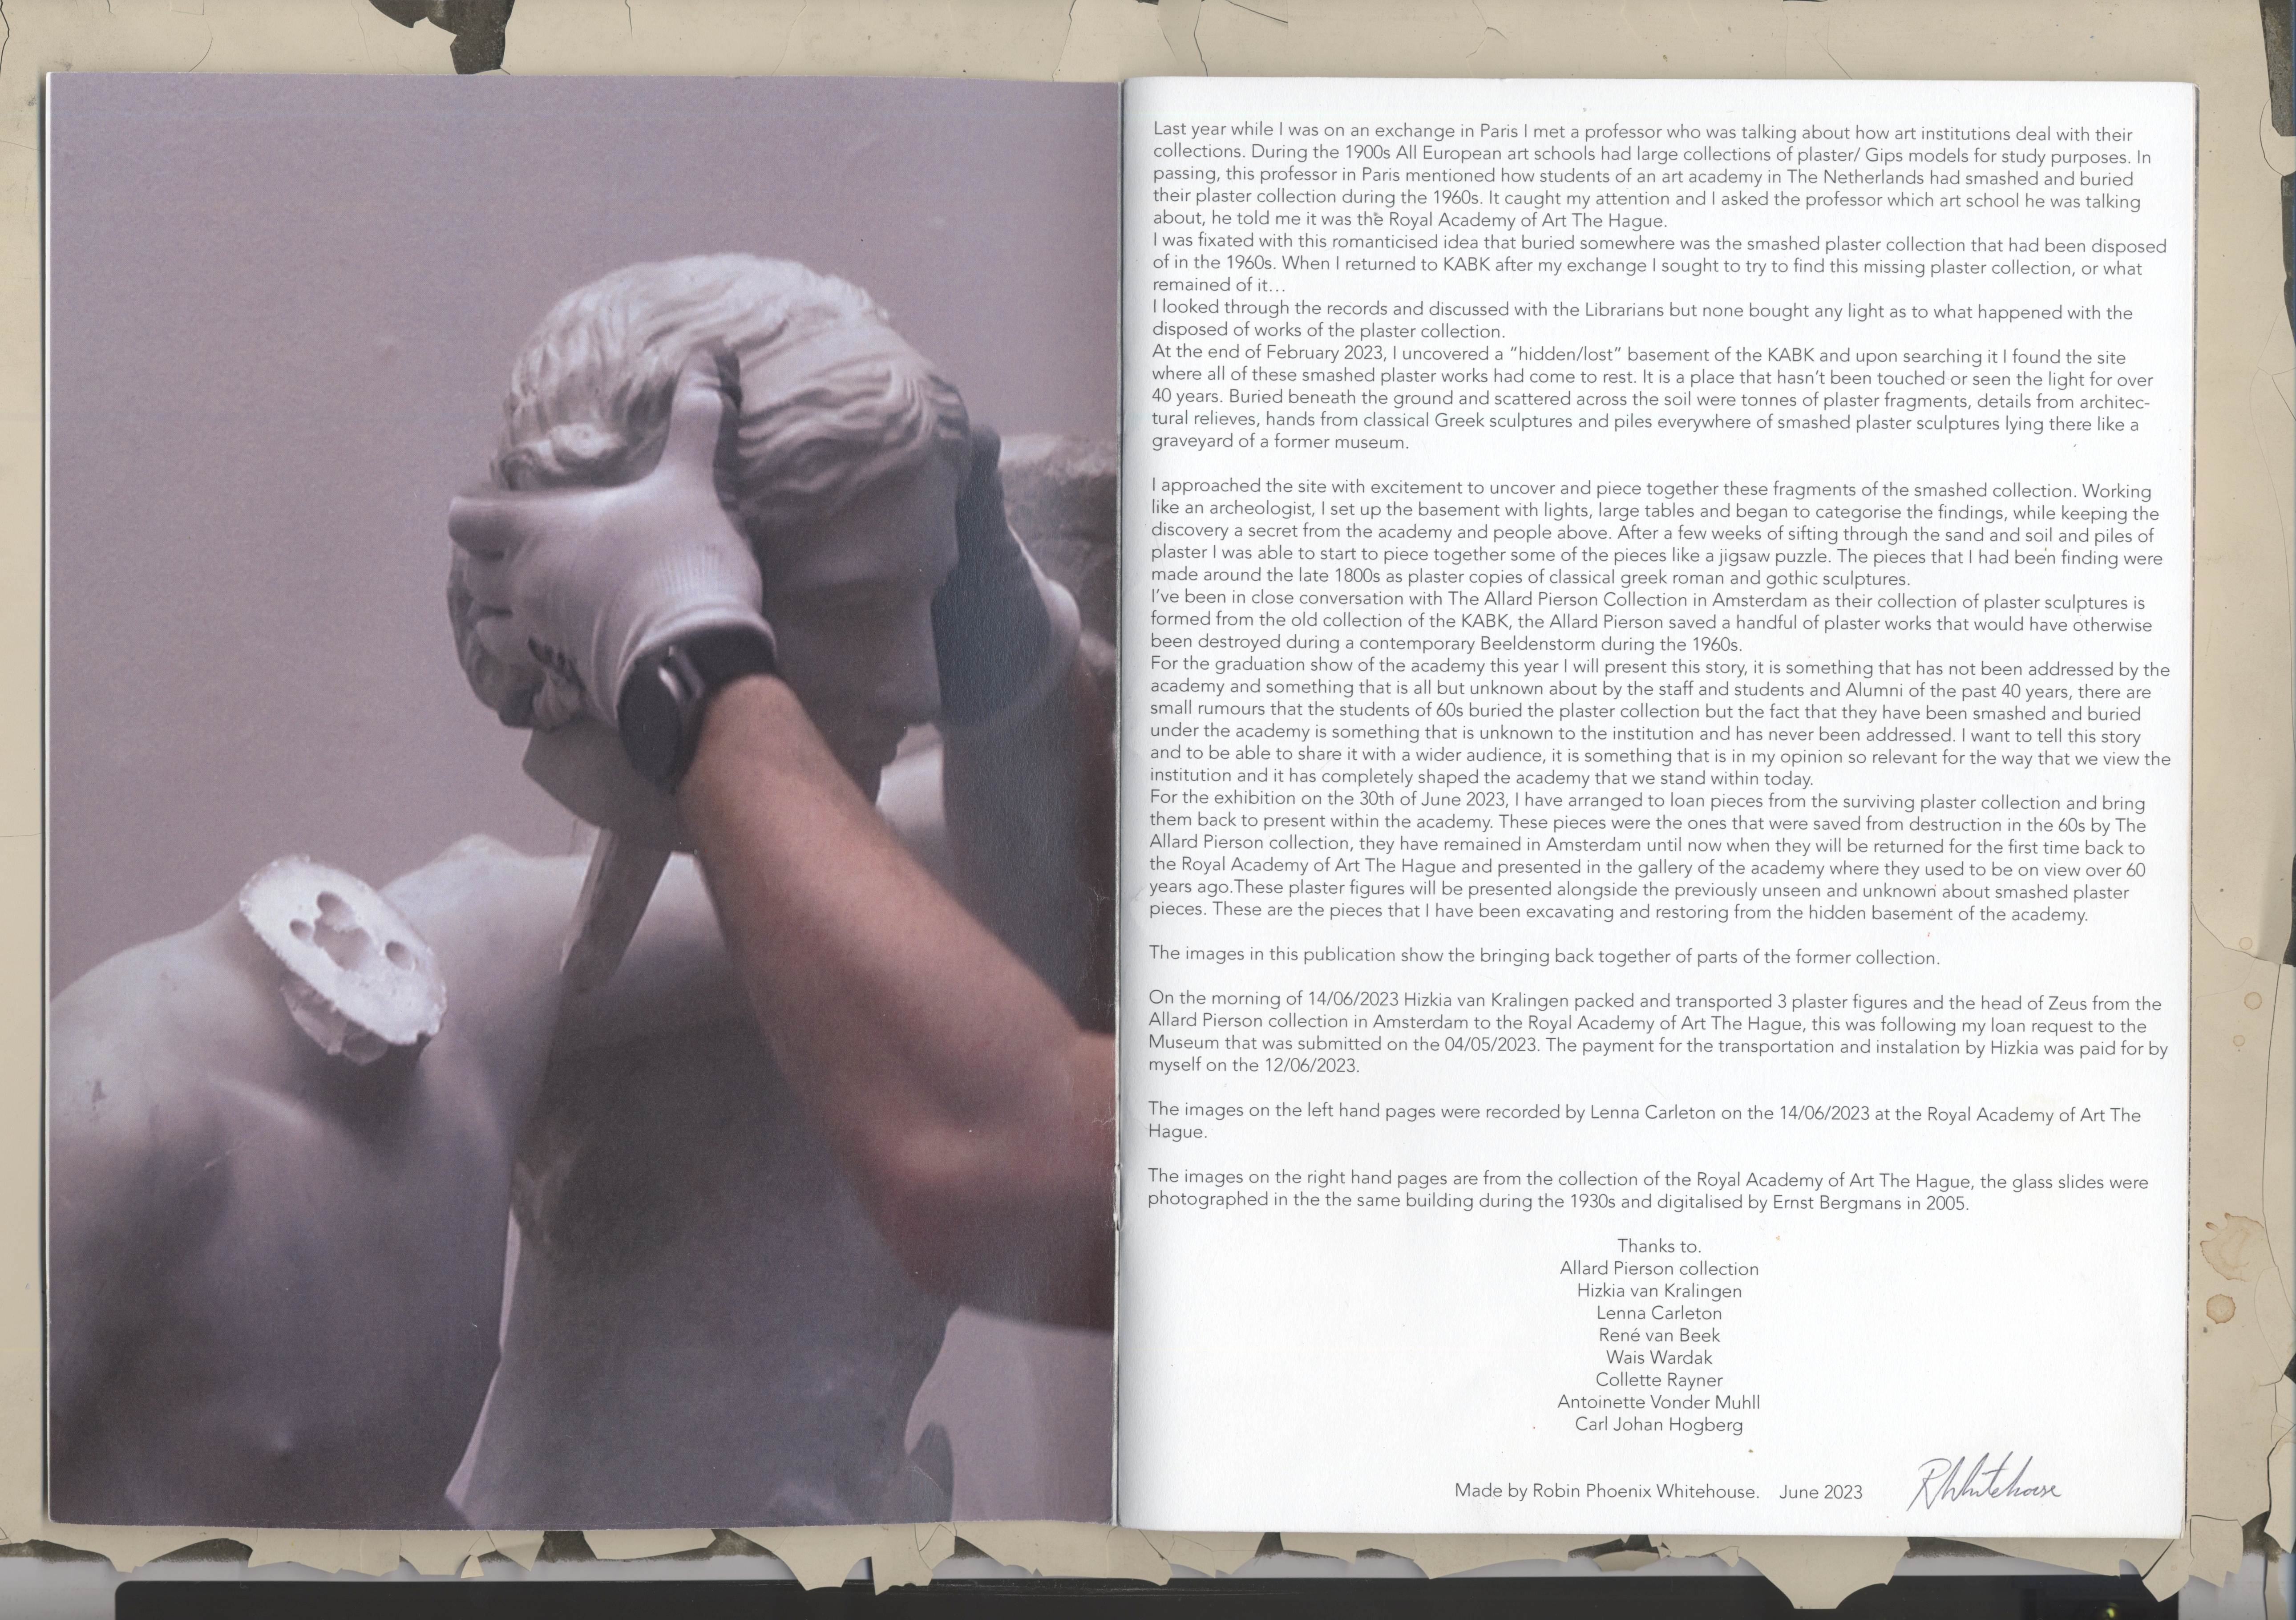 Last year while I was on an exchange in Paris I met a professor who was talking about how art institutions deal with their
collections. During the 1900s All European art schools had large collections of plaster/ Gips models for study purposes. In
passing, this professor in Paris mentioned how students of an art academy in The Netherlands had smashed and buried
their plaster collection during the 1960s. It caught my attention and I asked the professor which art school he was talking
about, he told me it was the Royal Academy of Art The Hague.
I was fixated with this romanticised idea that buried somewhere was the smashed plaster collection that had been disposed
of in the 1960s. When I returned to KABK after my exchange I sought to try to find this missing plaster collection, or what
remained of it...
I looked through the records and discussed with the Librarians but none bought any light as to what happened with the
disposed of works of the plaster collection.
At the end of February 2023, I uncovered a “hidden/lost” basement of the KABK and upon searching it I found the site
where all of these smashed plaster works had come to rest. It is a place that hasn’t been touched or seen the light for over
40 years. Buried beneath the ground and scattered across the soil were tonnes of plaster fragments, details from architec-
tural relieves, hands from classical Greek sculptures and piles everywhere of smashed plaster sculptures lying there like a
graveyard of a former museum.
I approached the site with excitement to uncover and piece together these fragments of the smashed collection. Working
like an archeologist, I set up the basement with lights, large tables and began to categorise the findings, while keeping the
discovery a secret from the academy and people above. After a few weeks of sifting through the sand and soil and piles of
plaster I was able to start to piece together some of the pieces like a jigsaw puzzle. The pieces that I had been finding were
made around the late 1800s as plaster copies of classical greek roman and gothic sculptures.
I’ve been in close conversation with The Allard Pierson Collection in Amsterdam as their collection of plaster sculptures is
formed from the old collection of the KABK, the Allard Pierson saved a handful of plaster works that would have otherwise
been destroyed during a contemporary Beeldenstorm during the 1960s.
For the graduation show of the academy this year I will present this story, it is something that has not been addressed by the
academy and something that is all but unknown about by the staff and students and Alumni of the past 40 years, there are
small rumours that the students of 60s buried the plaster collection but the fact that they have been smashed and buried
under the academy is something that is unknown to the institution and has never been addressed. I want to tell this story
and to be able to share it with a wider audience, it is something that is in my opinion so relevant for the way that we view the
institution and it has completely shaped the academy that we stand within today.
For the exhibition on the 30th of June 2023, I have arranged to loan pieces from the surviving plaster collection and bring
them back to present within the academy. These pieces were the ones that were saved from destruction in the 60s by The
Allard Pierson collection, they have remained in Amsterdam until now when they will be returned for the first time back to
the Royal Academy of Art The Hague and presented in the gallery of the academy where they used to be on view over 60
years ago.These plaster figures will be presented alongside the previously unseen and unknown about smashed plaster
pieces. These are the pieces that I have been excavating and restoring from the hidden basement of the academy.
The images in this publication show the bringing back together of parts of the former collection.
On the morning of 14/06/2023 Hizkia van Kralingen packed and transported 3 plaster figures and the head of Zeus from the
Allard Pierson collection in Amsterdam to the Royal Academy of Art The Hague, this was following my loan request to the
Museum that was submitted on the 04/05/2023. The payment for the transportation and instalation by Hizkia was paid for by
myself on the 12/06/2023.
The images on the left hand pages were recorded by Lenna Carleton on the 14/06/2023 at the Royal Academy of Art The
Hague.
The images on the right hand pages are from the collection of the Royal Academy of Art The Hague, the glass slides were
photographed in the the same building during the 1930s and digitalised by Ernst Bergmans in 2005.
Thanks to.
Allard Pierson collection
Hizkia van Kralingen
Lenna Carleton
René van Beek
Wais Wardak
Collette Rayner
Antoinette Vonder Muhll
Carl Johan Hogberg
Made by Robin Phoenix Whitehouse. June 2023
RWhitehouse